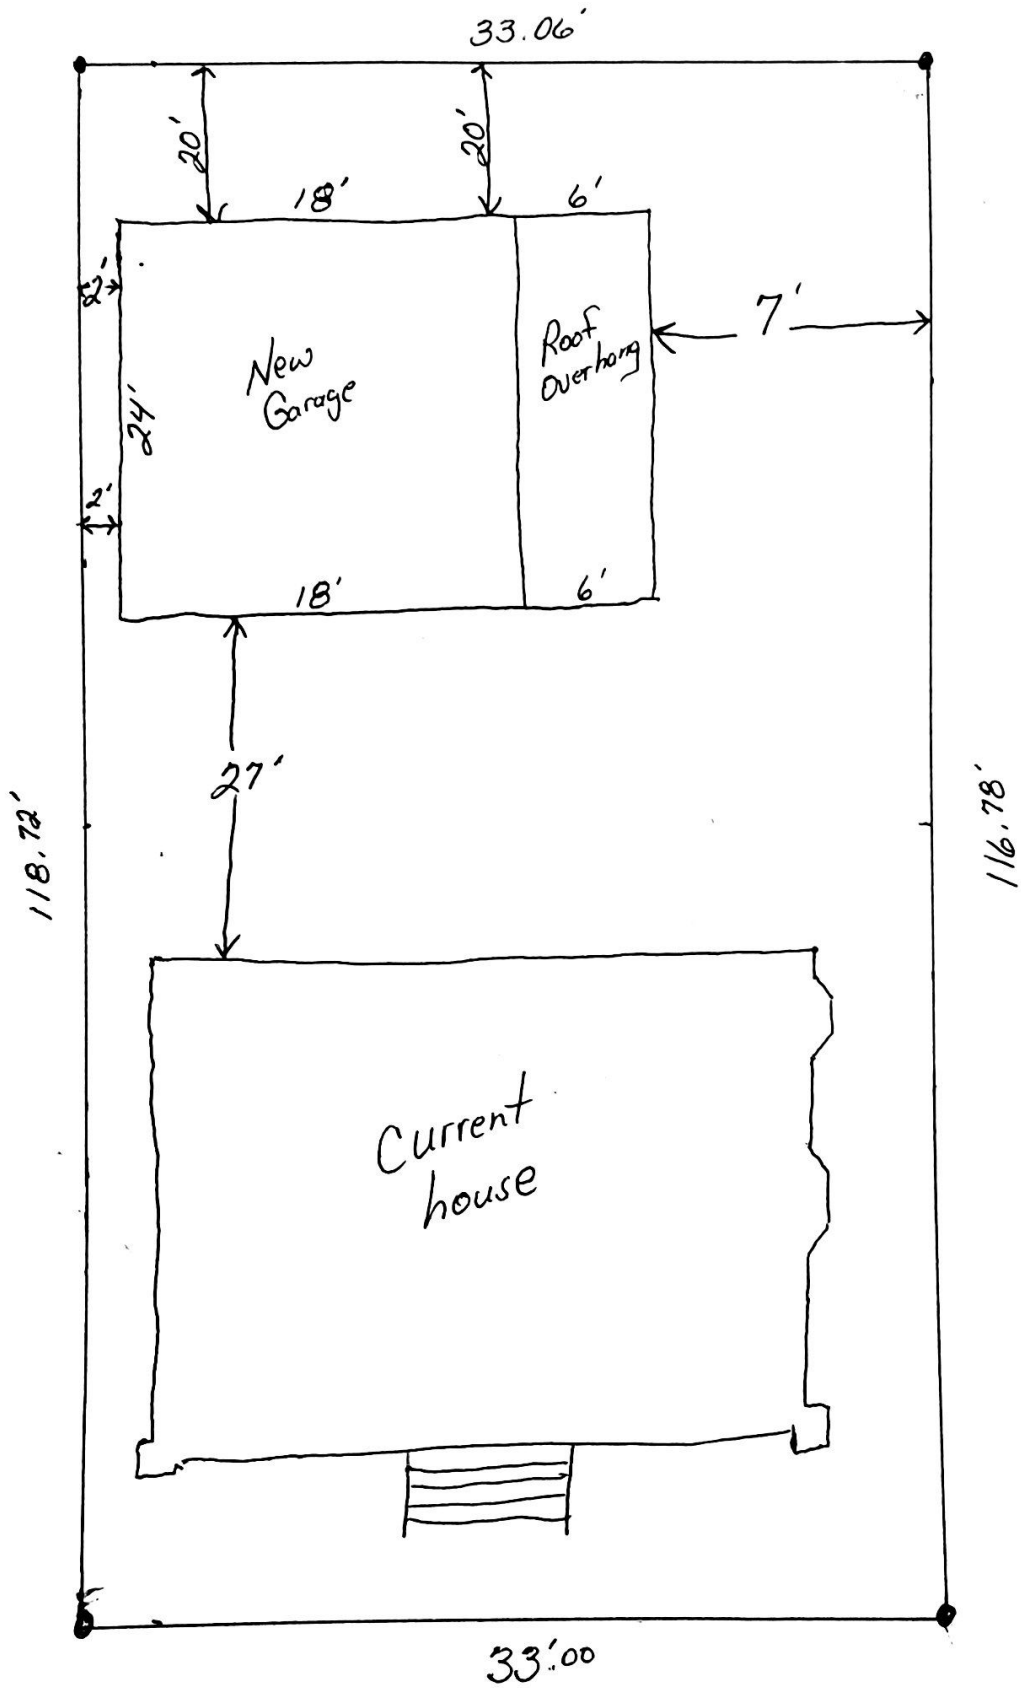 33.06'
20'
20'
18'
6'
2'
7'
New
Garage
Roof
Overhang
24'
2'
18'
6'
27'
118.72'
116.78'
Current
house
33'.00